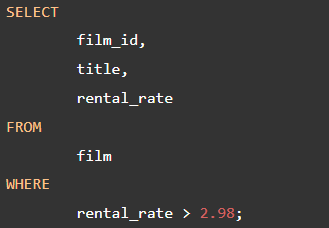 SELECT
film_id,
title,
rental_rate
FROM
film
WHERE
rental_rate > 2.98;